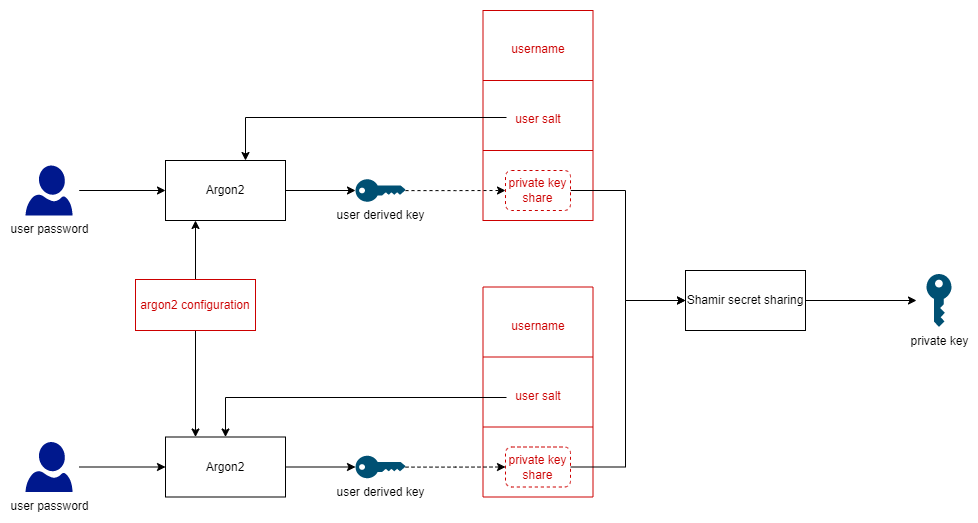 username
user salt
private key
share
Argon2
user password
user derived key
argon2 configuration
Shamir secret sharing
private key
username
user salt
private key
share
Argon2
user password
user derived key